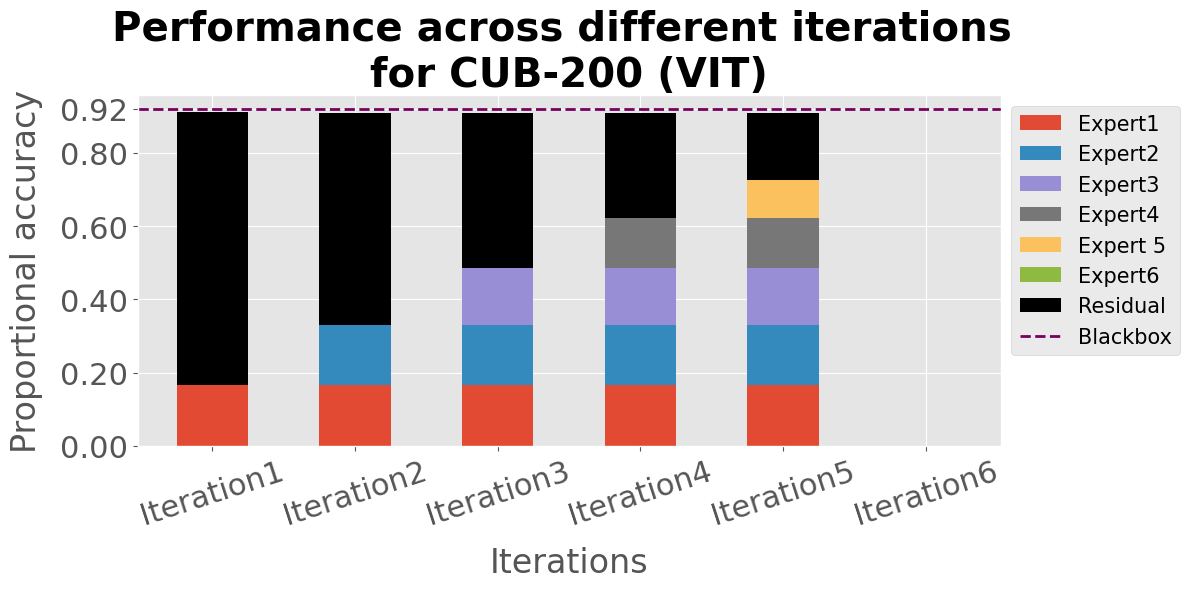 Performance across different iterations
for CUB-200 (VIT)
Proportional accuracy
0.92
0.80
0.60
0.40
0.20
0.00
Iteration1
Iteration2
Iteration3
Iteration4
Iteration5
Iteration6
Iterations
Expert1
Expert2
Expert3
Expert4
Expert 5
Expert6
Residual
Blackbox